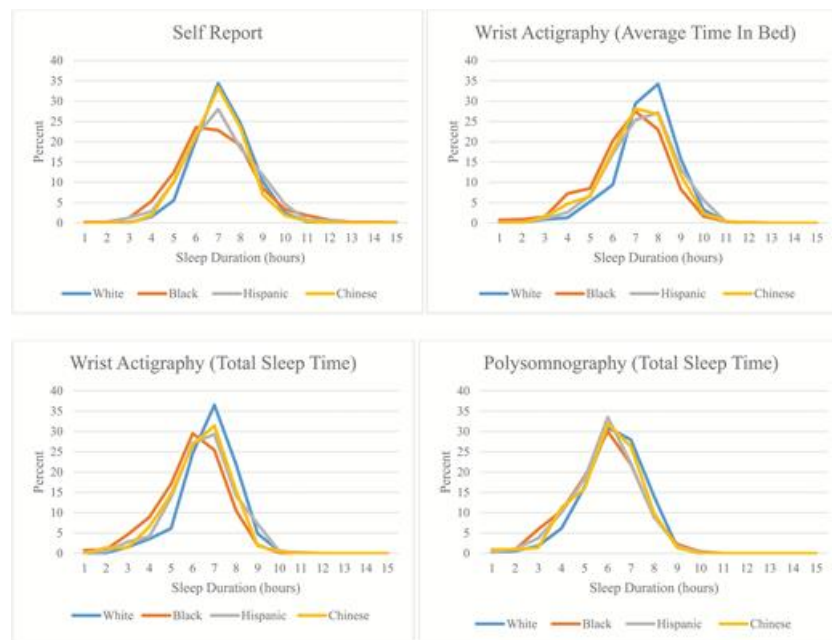 Self Report
40
35
30
25
20
15
10
5
0
Percent
1 2 3 4 5 6 7 8 9 10 11 12 13 14 15
Sleep Duration (hours)
White Black Hispanic Chinese
Wrist Actigraphy (Average Time In Bed)
40
35
30
25
20
15
10
5
0
Percent
1 2 3 4 5 6 7 8 9 10 11 12 13 14 15
Sleep Duration (hours)
White Black Hispanic Chinese
Wrist Actigraphy (Total Sleep Time)
40
35
30
25
20
15
10
5
0
Percent
1 2 3 4 5 6 7 8 9 10 11 12 13 14 15
Sleep Duration (hours)
White Black Hispanic Chinese
Polysomnography (Total Sleep Time)
40
35
30
25
20
15
10
5
0
Percent
1 2 3 4 5 6 7 8 9 10 11 12 13 14 15
Sleep Duration (hours)
White Black Hispanic Chinese